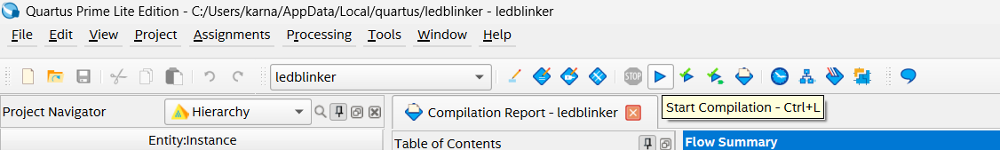 Quartus Prime Lite Edition - C:/Users/karna/AppData/Local/quartus/ledblinker - ledblinker
File Edit View Project Assignments Processing Tools Window Help
ledblinker
STOP
Project Navigator
Hierarchy
Compilation Report - ledblinker
Start Compilation - Ctrl+L
Entity:Instance
Table of Contents
Flow Summary